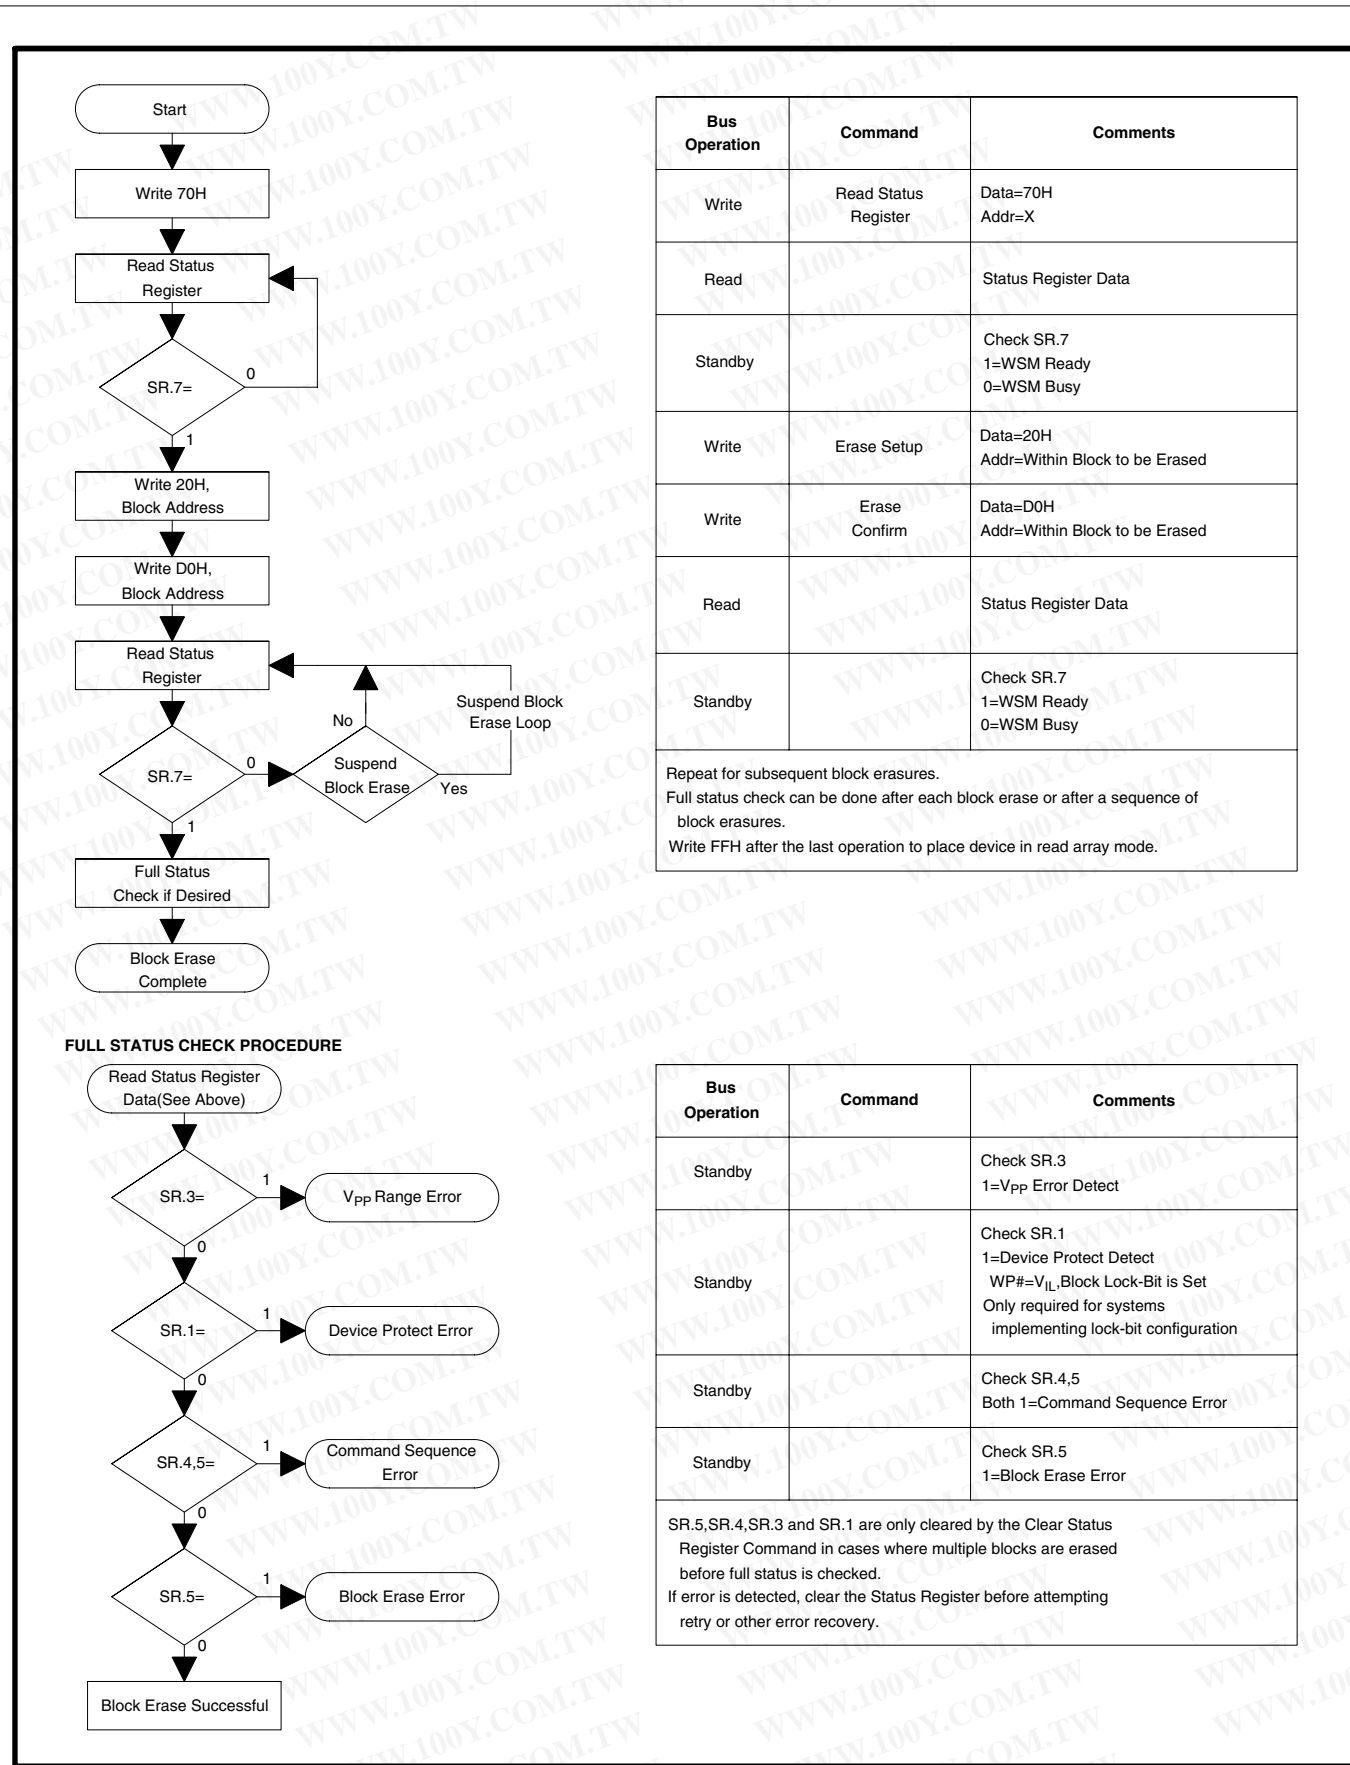 Start
Write 70H
Read Status
Register
SR.7=
0
1
Write 20H,
Block Address
Write D0H,
Block Address
Read Status
Register
SR.7=
0
1
Suspend
Block Erase
No
Yes
Suspend Block
Erase Loop
Full Status
Check if Desired
Block Erase
Complete
Bus
Operation
Command
Comments
Write
Read Status
Register
Data=70H
Addr=X
Read
Status Register Data
Standby
Check SR.7
1=WSM Ready
0=WSM Busy
Write
Erase Setup
Data=20H
Addr=Within Block to be Erased
Write
Erase
Confirm
Data=D0H
Addr=Within Block to be Erased
Read
Status Register Data
Standby
Check SR.7
1=WSM Ready
0=WSM Busy
Repeat for subsequent block erasures.
Full status check can be done after each block erase or after a sequence of
block erasures.
Write FFH after the last operation to place device in read array mode.
FULL STATUS CHECK PROCEDURE
Read Status Register
Data(See Above)
SR.3=
1
VPP Range Error
0
SR.1=
1
Device Protect Error
0
SR.4,5=
1
Command Sequence
Error
0
SR.5=
1
Block Erase Error
0
Block Erase Successful
Bus
Operation
Command
Comments
Standby
Check SR.3
1=VPP Error Detect
Standby
Check SR.1
1=Device Protect Detect
WP#=VIL,Block Lock-Bit is Set
Only required for systems
implementing lock-bit configuration
Standby
Check SR.4,5
Both 1=Command Sequence Error
Standby
Check SR.5
1=Block Erase Error
SR.5,SR.4,SR.3 and SR.1 are only cleared by the Clear Status
Register Command in cases where multiple blocks are erased
before full status is checked.
If error is detected, clear the Status Register before attempting
retry or other error recovery.
WWW.100Y.COM.TW